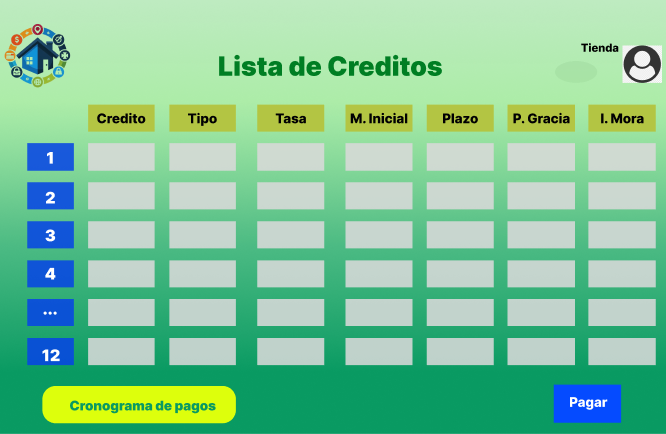 Tienda
Lista de Creditos
Credito Tipo Tasa M. Inicial Plazo P. Gracia I. Mora
1
2
3
4
...
12
Cronograma de pagos
Pagar